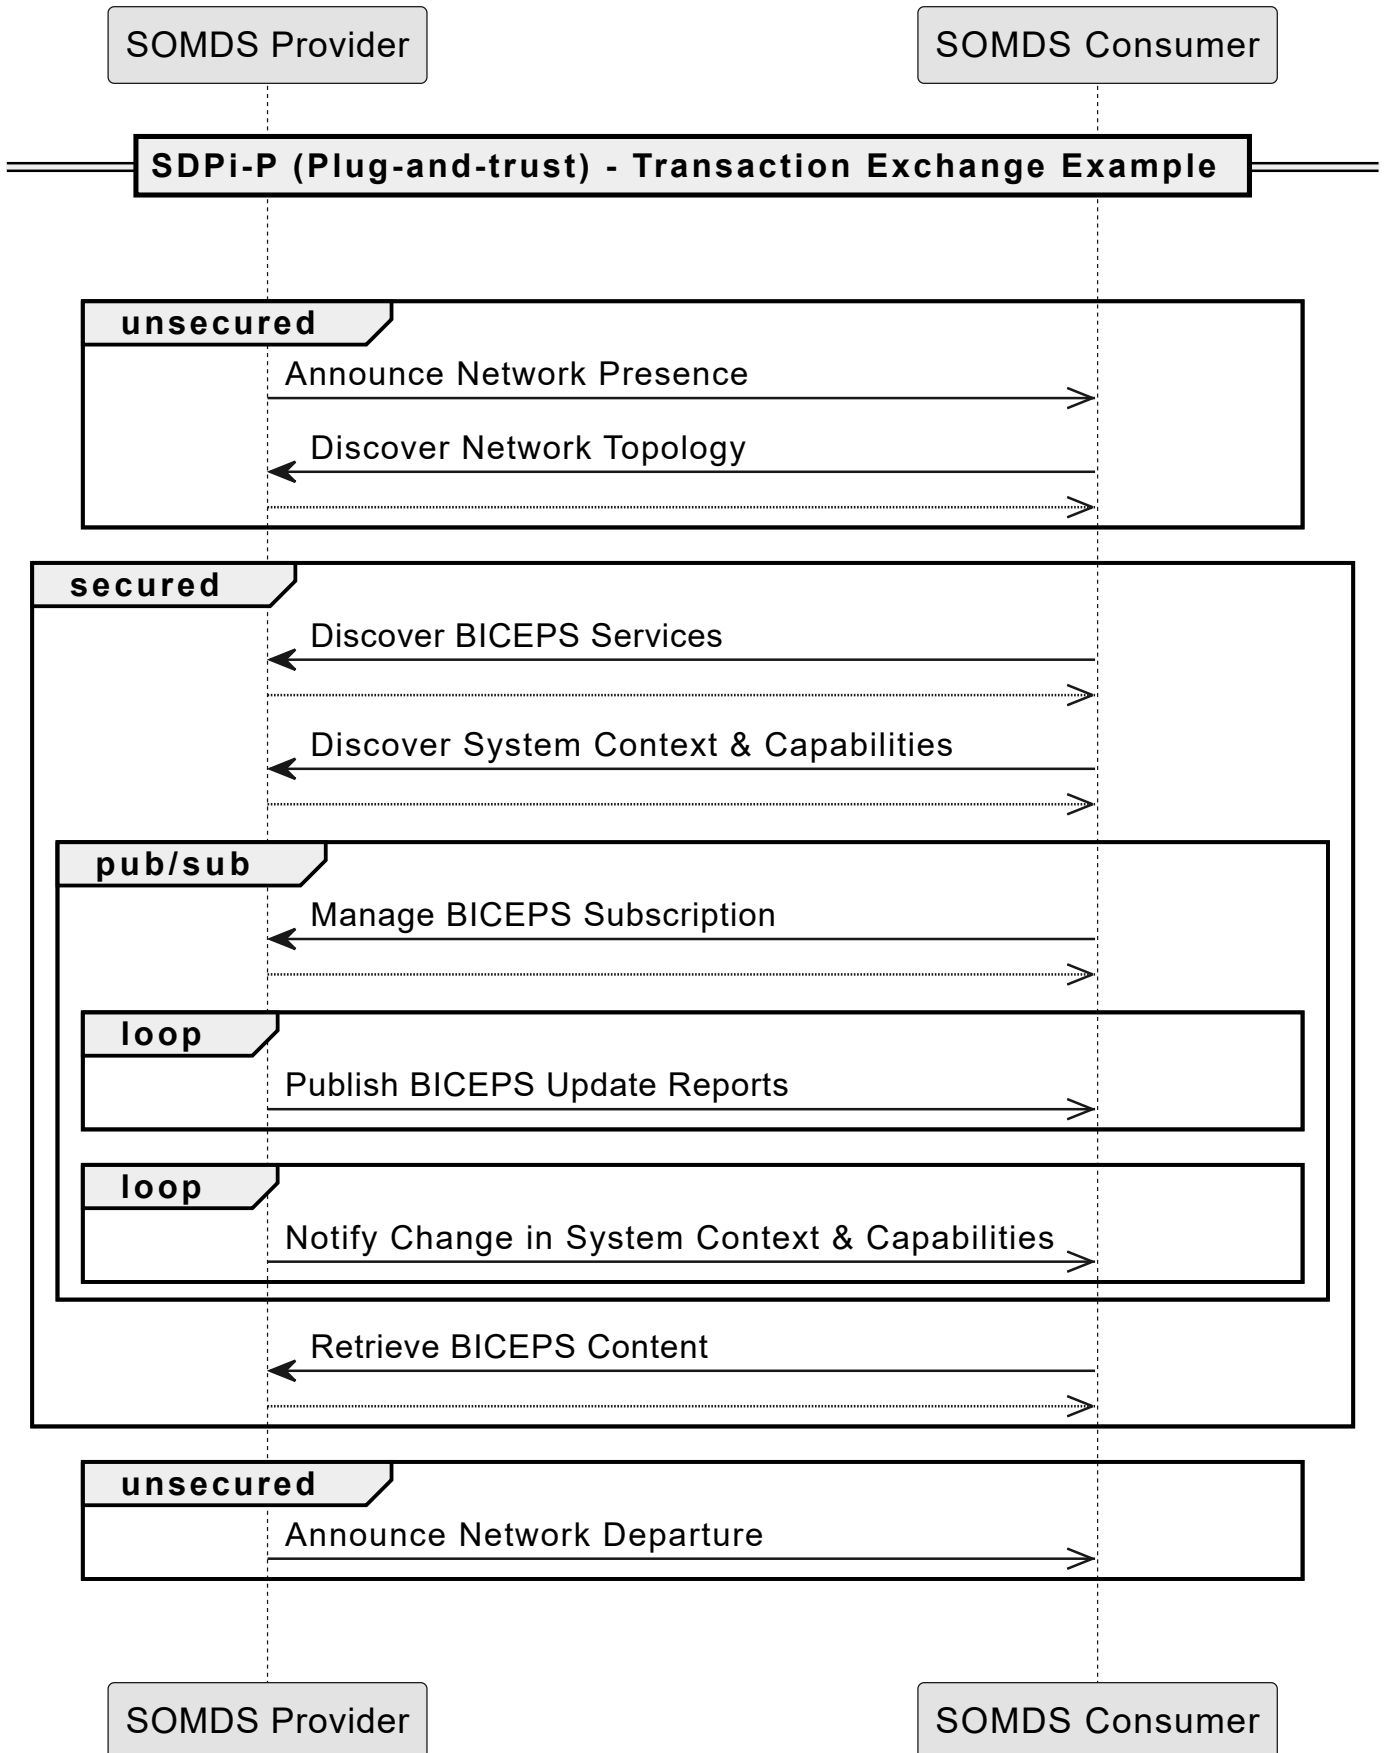 SOMDS Provider
SOMDS Consumer
SDPi-P (Plug-and-trust) - Transaction Exchange Example
unsecured
Announce Network Presence
Discover Network Topology
secured
Discover BICEPS Services
Discover System Context & Capabilities
pub/sub
Manage BICEPS Subscription
loop
Publish BICEPS Update Reports
loop
Notify Change in System Context & Capabilities
Retrieve BICEPS Content
unsecured
Announce Network Departure
SOMDS Provider
SOMDS Consumer